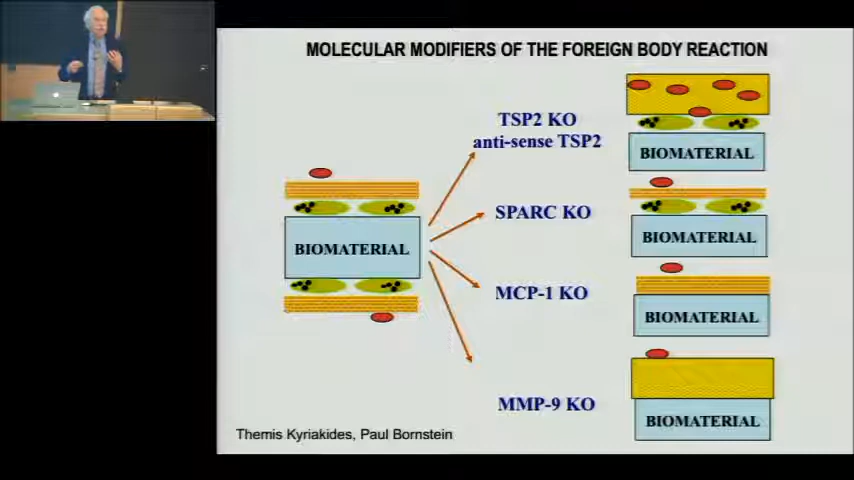 MOLECULAR MODIFIERS OF THE FOREIGN BODY REACTION
TSP2 KO
anti-sense TSP2
BIOMATERIAL
SPARC KO
BIOMATERIAL
BIOMATERIAL
MCP-1 KO
BIOMATERIAL
MMP-9 KO
BIOMATERIAL
Themis Kyriakides, Paul Bornstein